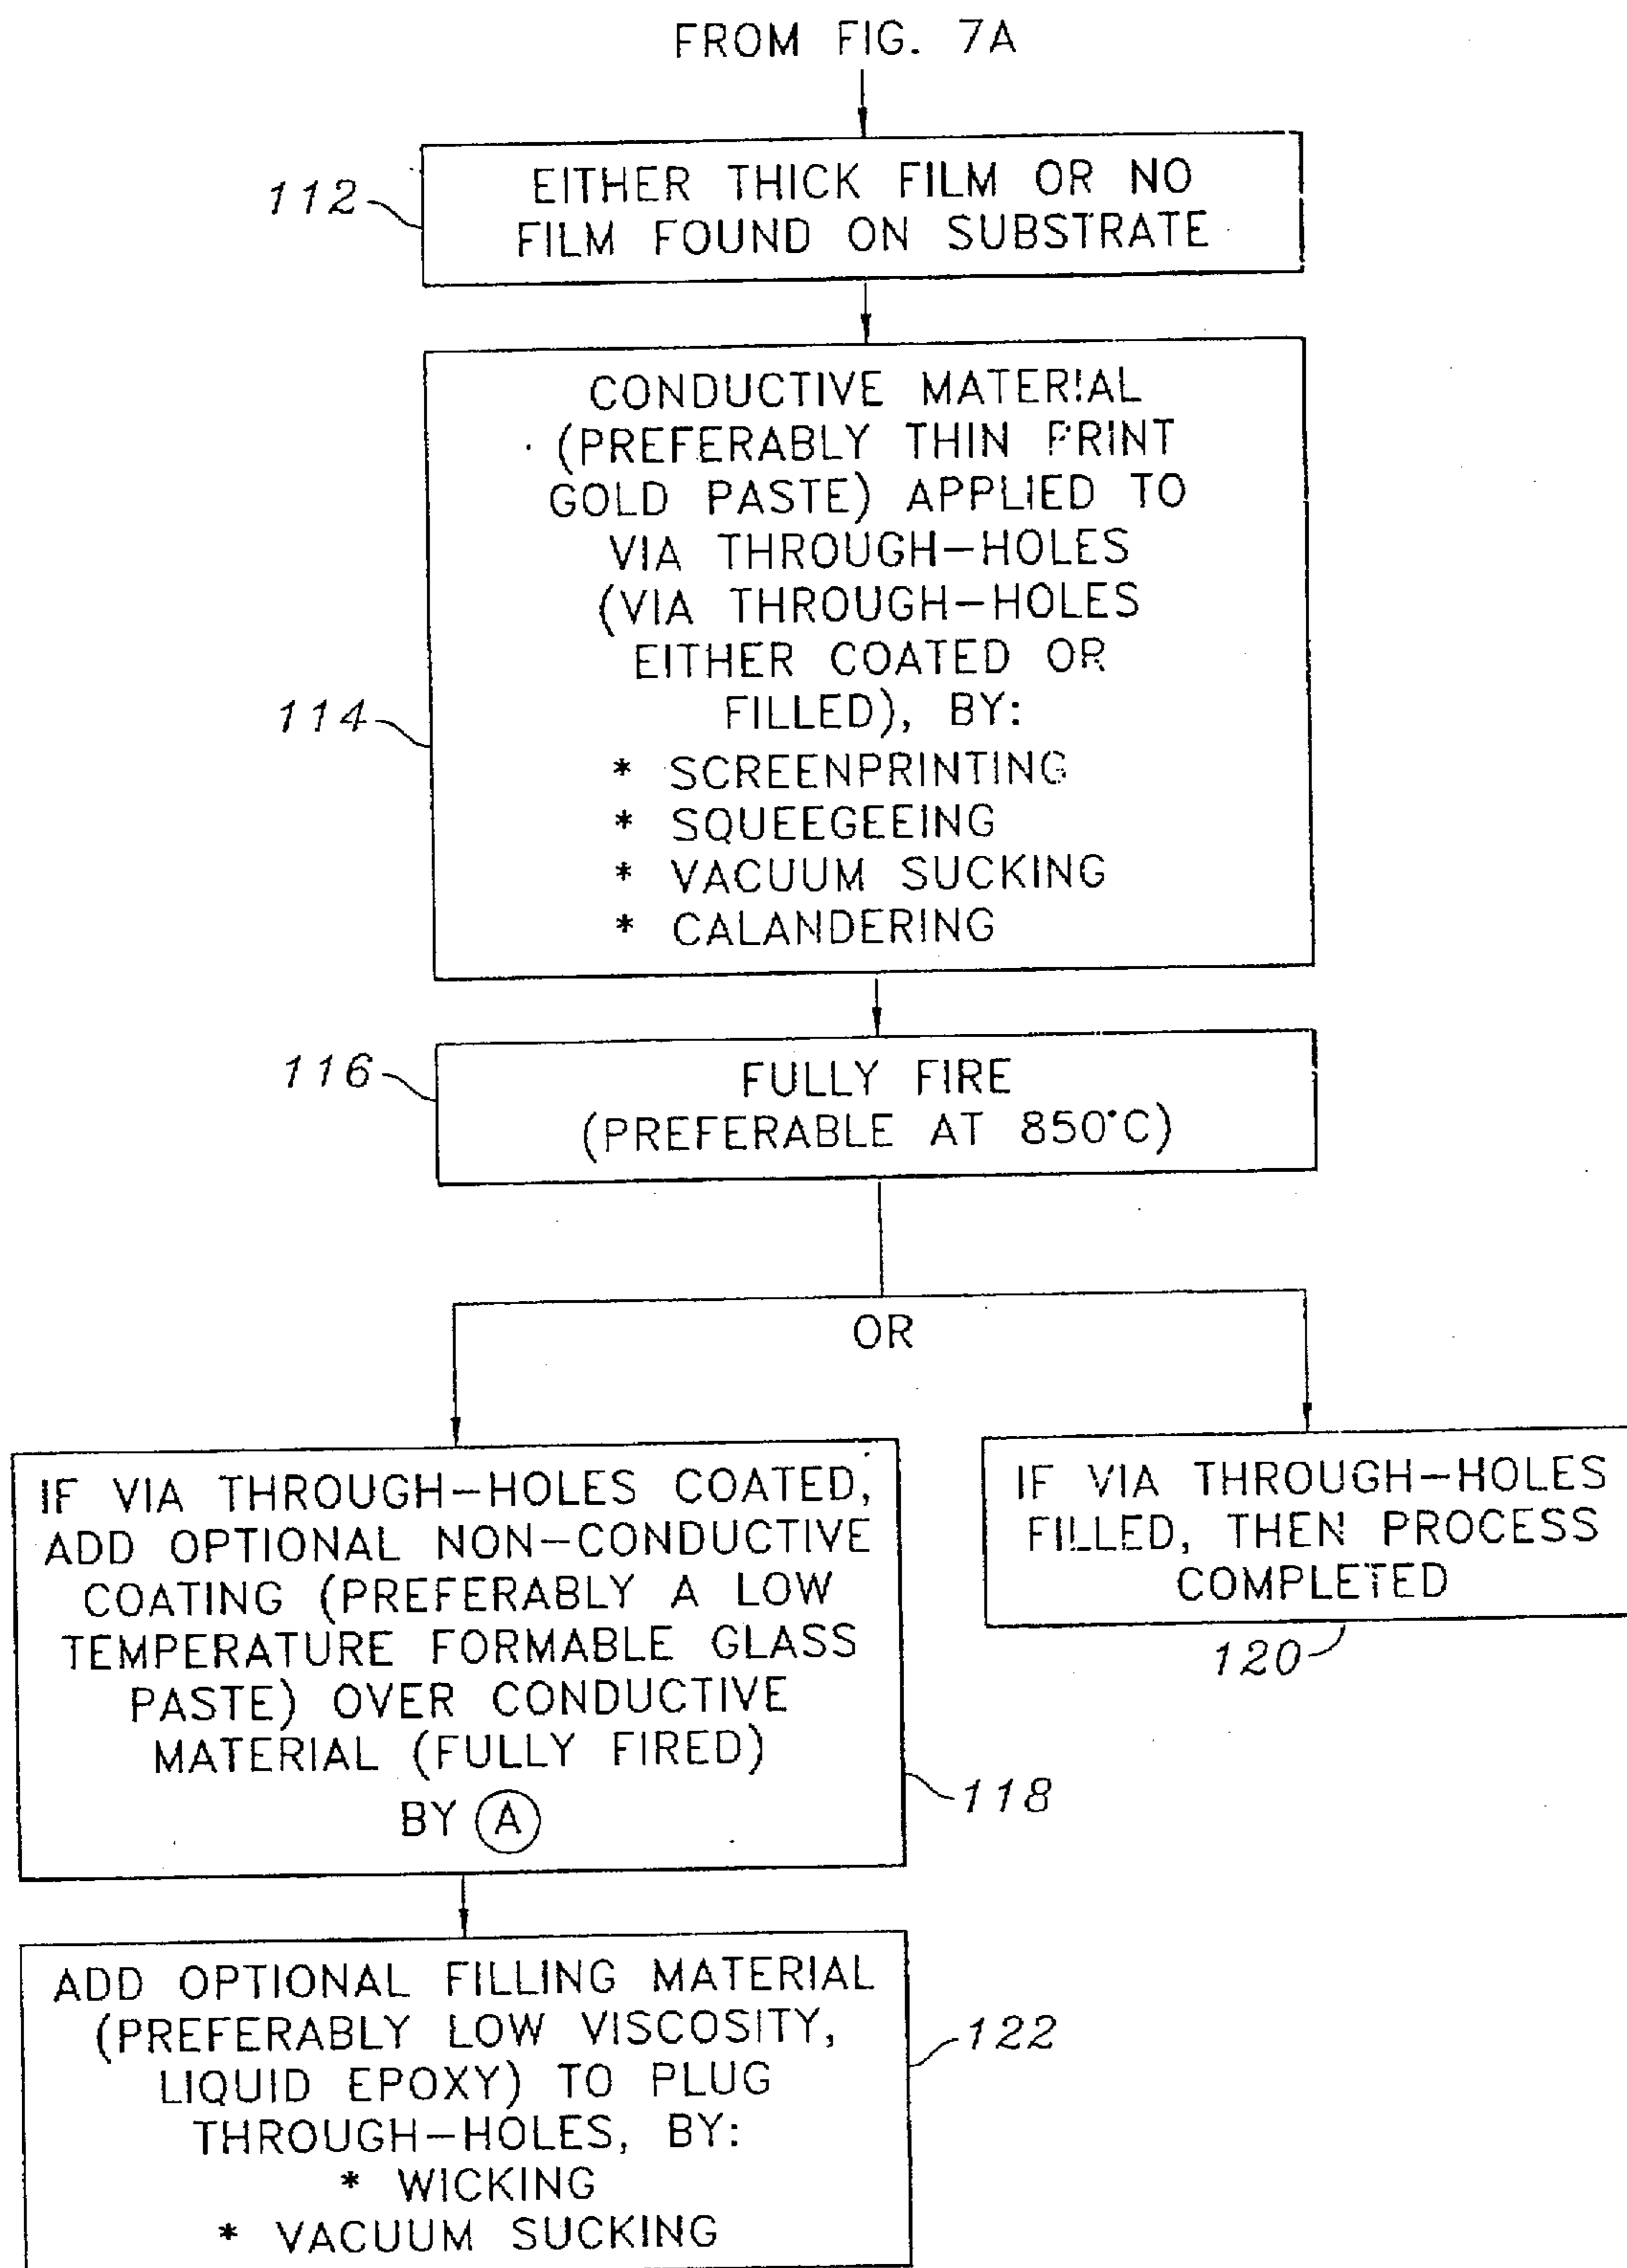 FROM FIG. 7A
112
EITHER THICK FILM OR NO
FILM FOUND ON SUBSTRATE
CONDUCTIVE MATERIAL
(PREFERABLY THIN PRINT
GOLD PASTE) APPLIED TO
VIA THROUGH-HOLES
(VIA THROUGH-HOLES
EITHER COATED OR
FILLED), BY:
* SCREENPRINTING
* SQUEEGEEING
* VACUUM SUCKING
* CALANDERING
114
116
FULLY FIRE
(PREFERABLE AT 850°C)
OR
IF VIA THROUGH-HOLES COATED,
ADD OPTIONAL NON-CONDUCTIVE
COATING (PREFERABLY A LOW
TEMPERATURE FORMABLE GLASS
PASTE) OVER CONDUCTIVE
MATERIAL (FULLY FIRED)
BY A
118
IF VIA THROUGH-HOLES
FILLED, THEN PROCESS
COMPLETED
120
ADD OPTIONAL FILLING MATERIAL
(PREFERABLY LOW VISCOSITY,
LIQUID EPOXY) TO PLUG
THROUGH-HOLES, BY:
* WICKING
* VACUUM SUCKING
122